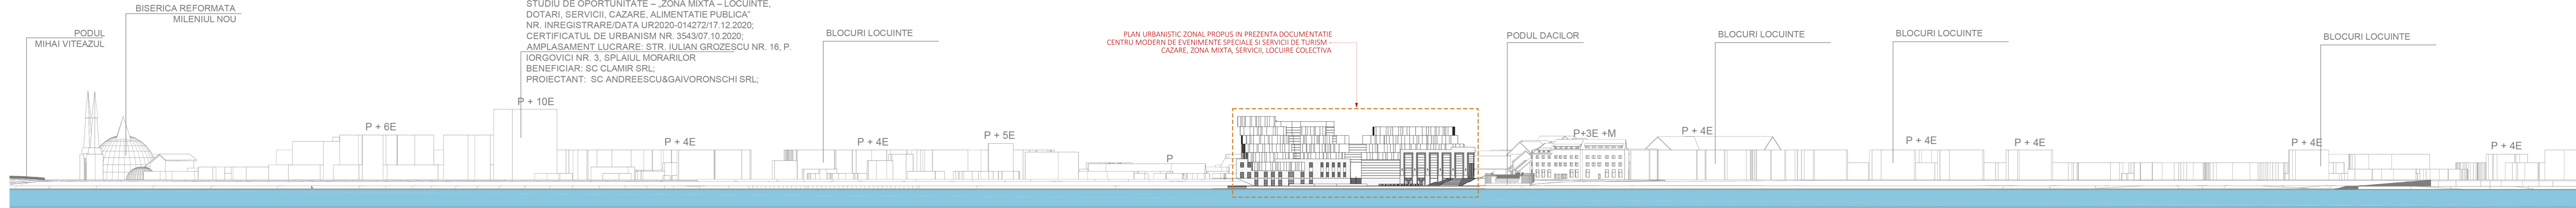 BISERICA REFORMATA
MILENIUL NOU
PODUL
MIHAI VITEAZUL
STUDIU DE OPORTUNITATE – „ZONA MIXTA – LOCUINTE,
DOTARI, SERVICII, CAZARE, ALIMENTATIE PUBLICA”
NR. INREGISTRARE/DATA UR2020-014272/17.12.2020;
CERTIFICATUL DE URBANISM NR. 3543/07.10.2020;
AMPLASAMENT LUCRARE: STR. IULIAN GROZESCU NR. 16, P.
IORGOVICI NR. 3, SPLAIUL MORARILOR
BENEFICIAR: SC CLAMIR SRL;
PROIECTANT: SC ANDREESCU&GAIVORONSCHI SRL;
BLOCURI LOCUINTE
PLAN URBANISTIC ZONAL PROPUS IN PREZENTA DOCUMENTATIE
CENTRU MODERN DE EVENIMENTE SPECIALE SI SERVICII DE TURISM -
CAZARE, ZONA MIXTA, SERVICII, LOCUIRE COLECTIVA
PODUL DACILOR
BLOCURI LOCUINTE
BLOCURI LOCUINTE
BLOCURI LOCUINTE
P + 6E
P + 10E
P + 4E
P + 4E
P + 5E
P
P+3E +M
P + 4E
P + 4E
P + 4E
P + 4E
P + 4E